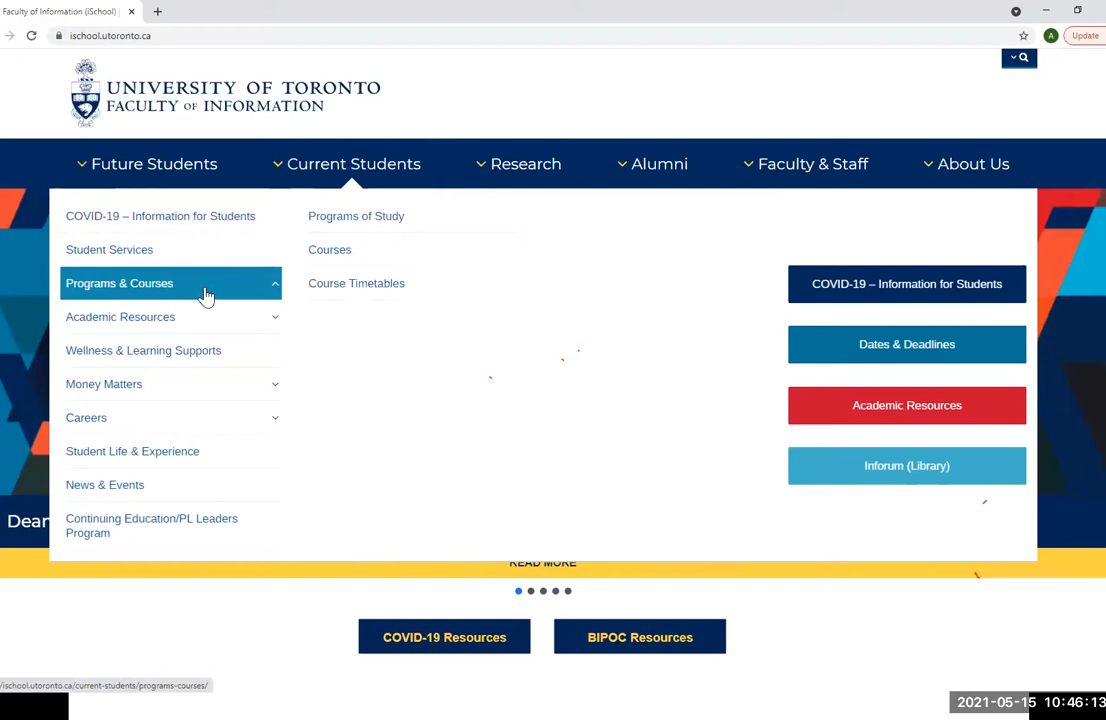 Faculty of Information (iSchool)
ischool.utoronto.ca
A
Update
UNIVERSITY OF TORONTO
FACULTY OF INFORMATION
Future Students
Current Students
Research
Alumni
Faculty & Staff
About Us
COVID-19 – Information for Students
Student Services
Programs & Courses
Academic Resources
Wellness & Learning Supports
Money Matters
Careers
Student Life & Experience
News & Events
Continuing Education/PL Leaders
Program
Programs of Study
Courses
Course Timetables
COVID-19 – Information for Students
Dates & Deadlines
Academic Resources
Inforum (Library)
Dean
READ MORE
COVID-19 Resources
BIPOC Resources
/ischool.utoronto.ca/current-students/programs-courses/
2021-05-15 10:46:13